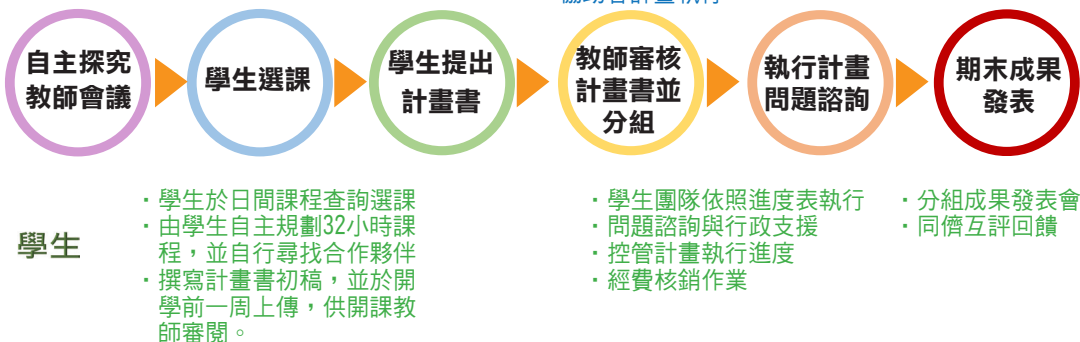 自主探究
教師會議
學生選課
學生提出
計畫書
教師審核
計畫書並
分組
執行計畫
問題諮詢
期末成果
發表
學生
・學生於日間課程查詢選課
・由學生自主規劃32小時課
程，並自行尋找合作夥伴
・撰寫計畫書初稿，並於開
學前一周上傳，供開課教
師審閱。
・學生團隊依照進度表執行
・問題諮詢與行政支援
・控管計畫執行進度
・經費核銷作業
・分組成果發表會
・同儕互評回饋